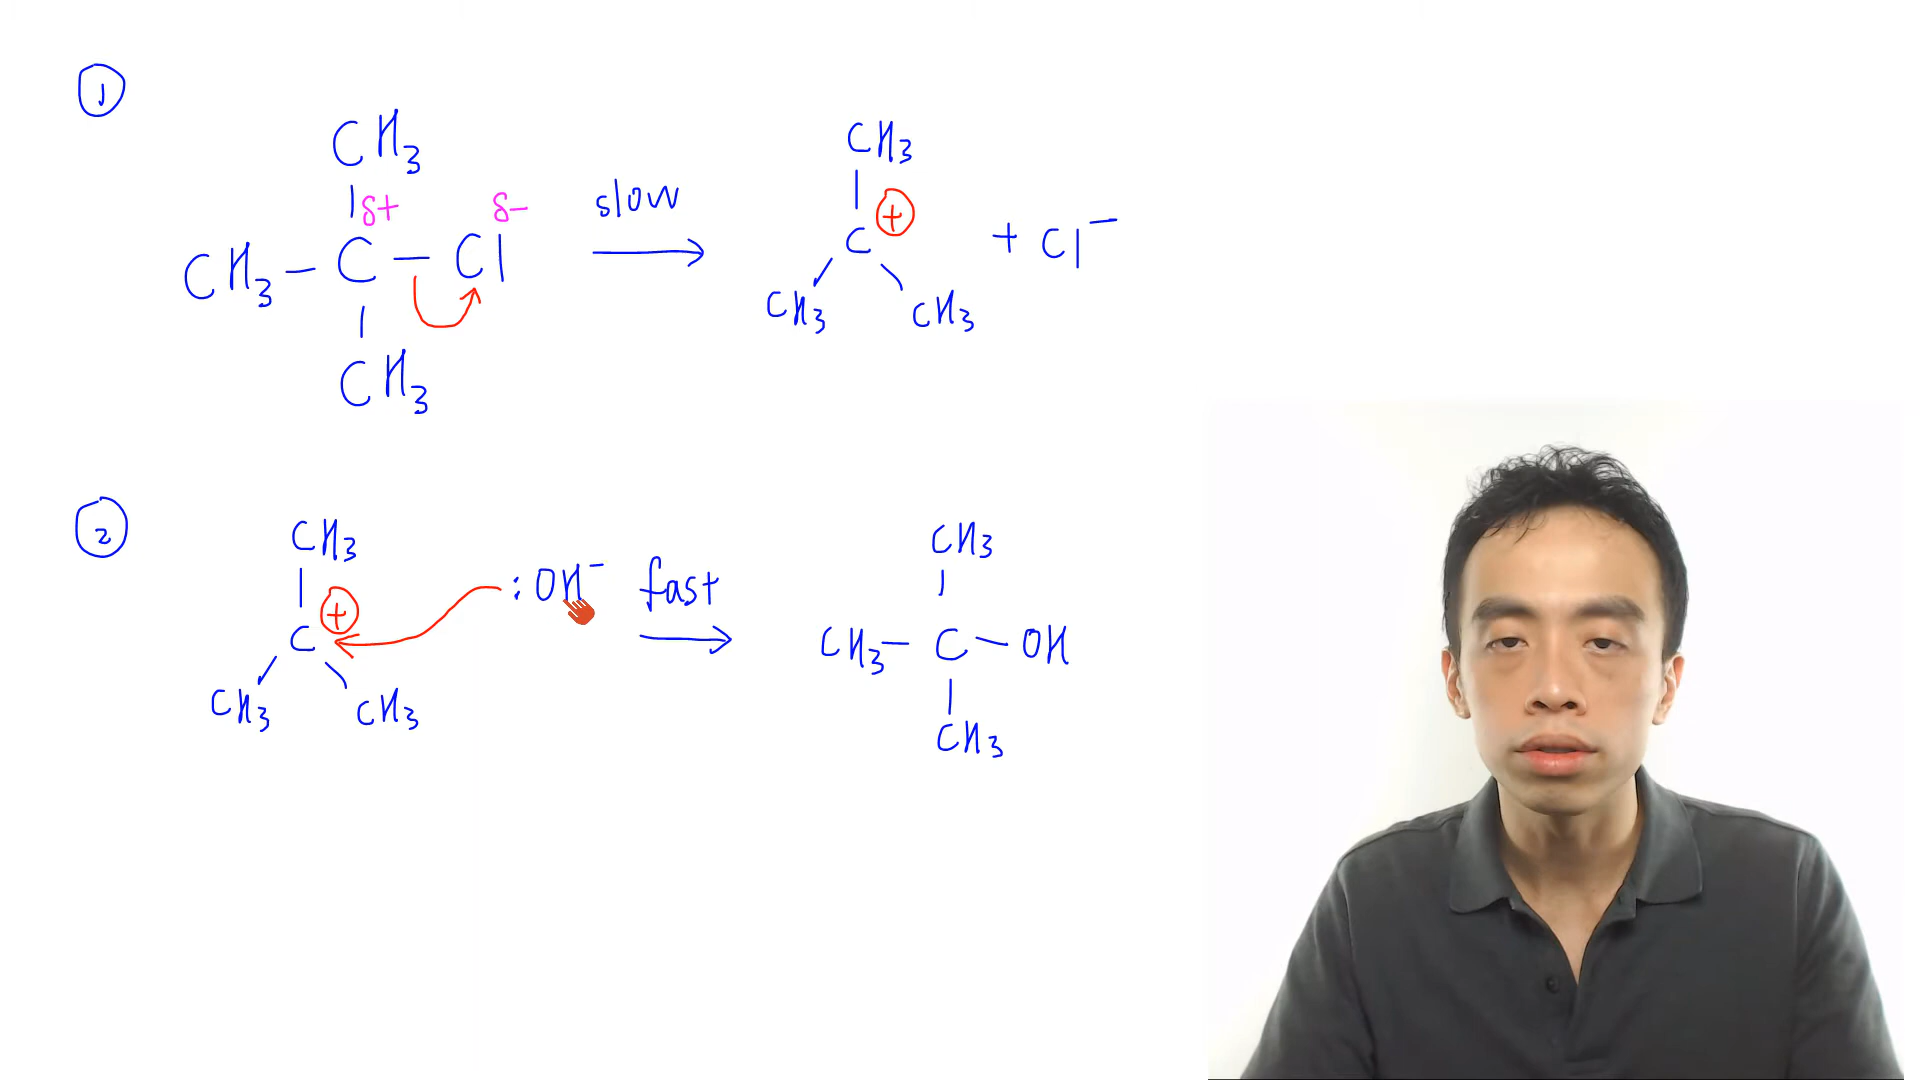 ①
CH₃
δ+ δ-
CH₃ – C – Cl
CH₃
slow
→
CH₃
⊕
C
CH₃ CH₃
+ Cl⁻
②
CH₃
⊕
C
CH₃ CH₃
:OH⁻
fast
→
CH₃
CH₃ – C – OH
CH₃